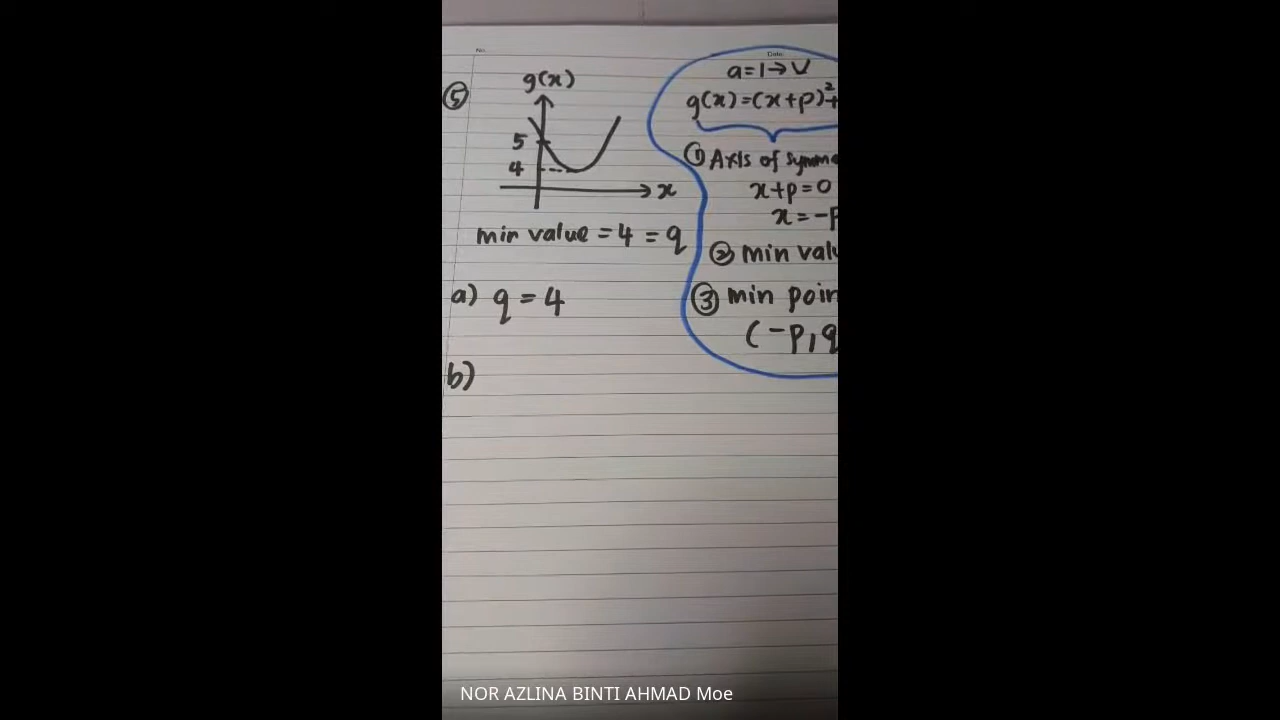 No.
Date
⑤
g(x)
5
4
x
min value = 4 = q
a) q = 4
b)
a=1→∪
g(x)=(x+p)²+
① Axis of symme
x+p=0
x=-p
② min valu
③ min poin
(-p,q
NOR AZLINA BINTI AHMAD Moe